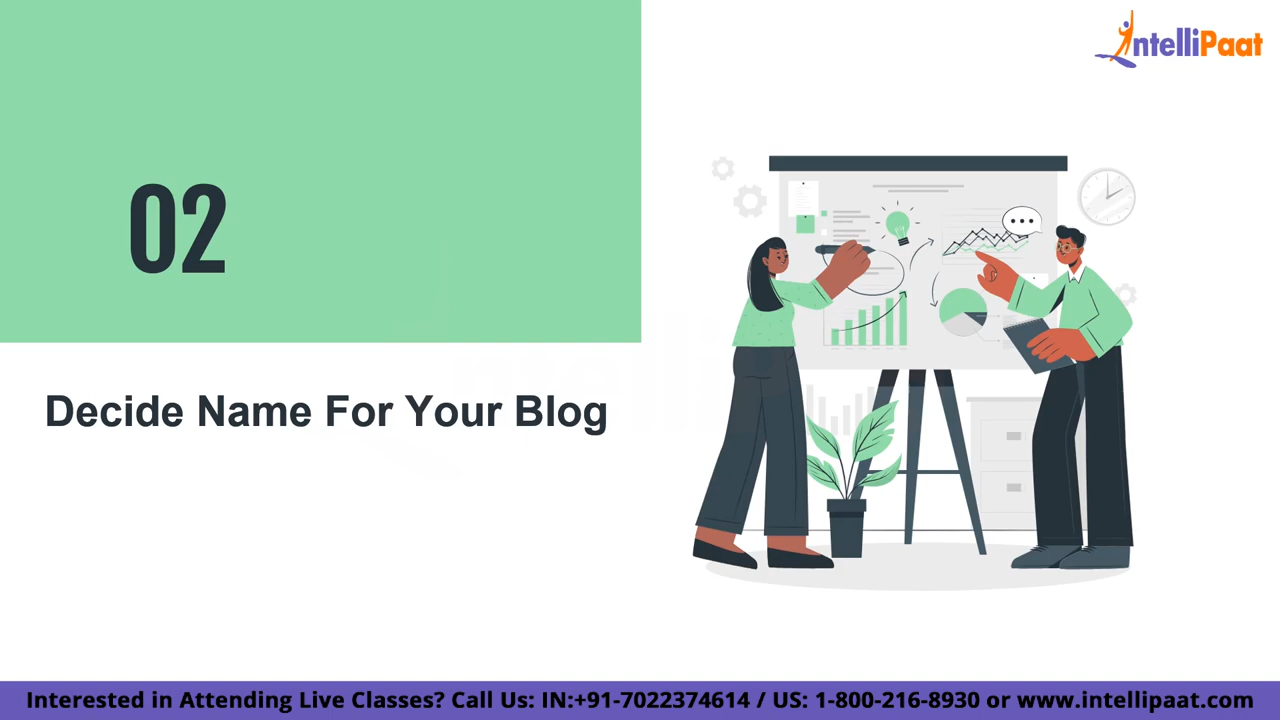 IntelliPaat
02
Decide Name For Your Blog
Interested in Attending Live Classes? Call Us: IN:+91-7022374614 / US: 1-800-216-8930 or www.intellipaat.com